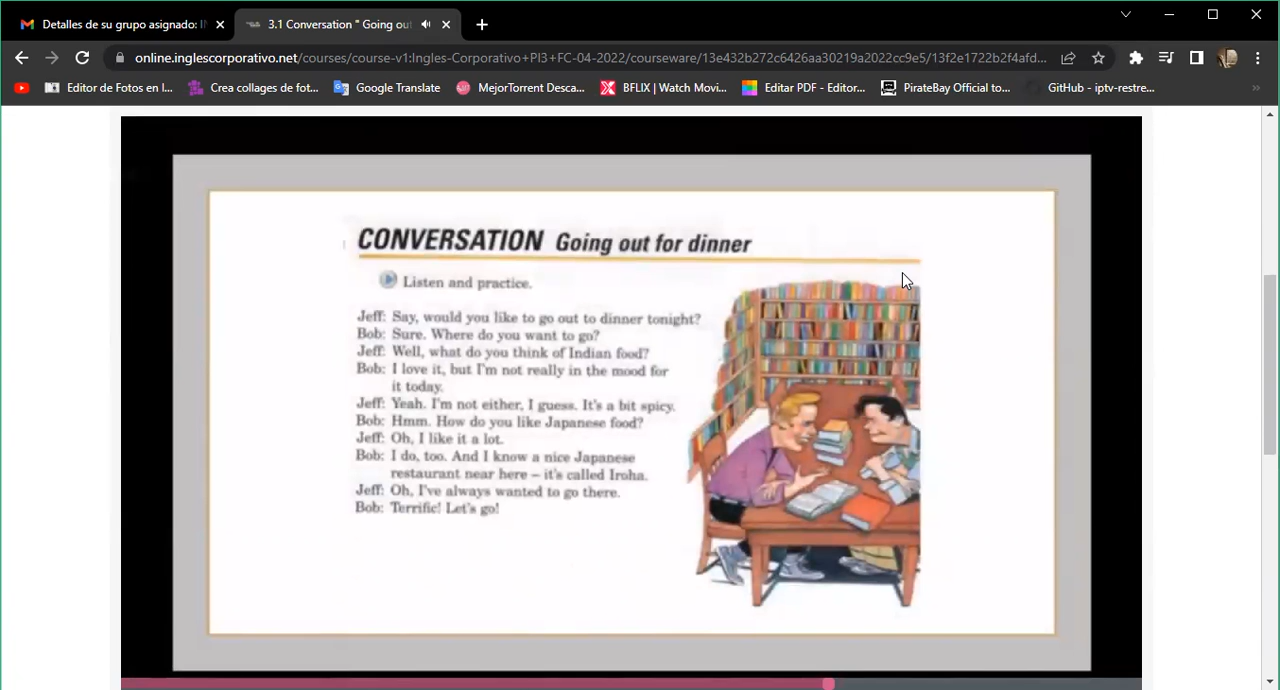 Detalles de su grupo asignado: I
3.1 Conversation " Going ou
online.inglescorporativo.net/courses/course-v1:Ingles-Corporativo+PI3+FC-04-2022/courseware/13e432b272c6426aa30219a2022cc9e5/13f2e1722b2f4afd...
Editor de Fotos en l...
Crea collages de fot...
Google Translate
MejorTorrent Desca...
BFLIX | Watch Movi...
Editar PDF - Editor...
PirateBay Official to...
GitHub - iptv-restre...
CONVERSATION Going out for dinner
Listen and practice.
Jeff: Say, would you like to go out to dinner tonight?
Bob: Sure. Where do you want to go?
Jeff: Well, what do you think of Indian food?
Bob: I love it, but I'm not really in the mood for
it today.
Jeff: Yeah. I'm not either, I guess. It's a bit spicy.
Bob: Hmm. How do you like Japanese food?
Jeff: Oh, I like it a lot.
Bob: I do, too. And I know a nice Japanese
restaurant near here – it's called Iroha.
Jeff: Oh, I've always wanted to go there.
Bob: Terrific! Let's go!